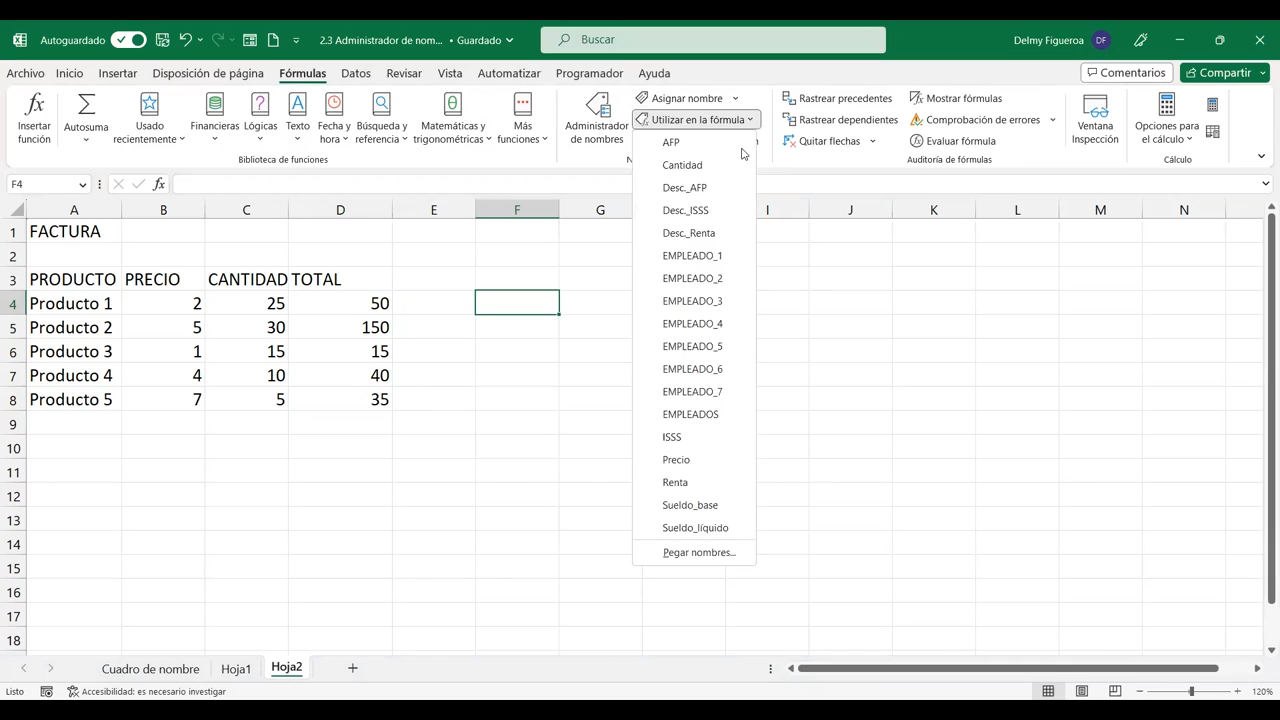 Autoguardado
2.3 Administrador de nom... • Guardado
Buscar
Delmy Figueroa DF
Archivo Inicio Insertar Disposición de página Fórmulas Datos Revisar Vista Automatizar Programador Ayuda
Comentarios Compartir
Insertar función
Autosuma
Usado recientemente
Financieras
Lógicas
Texto
Fecha y hora
Búsqueda y referencia
Matemáticas y trigonométricas
Más funciones
Biblioteca de funciones
Administrador de nombres
Asignar nombre
Utilizar en la fórmula
Rastrear precedentes
Rastrear dependientes
Quitar flechas
Mostrar fórmulas
Comprobación de errores
Evaluar fórmula
Auditoría de fórmulas
Ventana Inspección
Opciones para el cálculo
Cálculo
F4
fx
A B C D E F G I J K L M N
1 FACTURA
2
3 PRODUCTO PRECIO CANTIDAD TOTAL
4 Producto 1 2 25 50
5 Producto 2 5 30 150
6 Producto 3 1 15 15
7 Producto 4 4 10 40
8 Producto 5 7 5 35
9
10
11
12
13
14
15
16
17
18
AFP
Cantidad
Desc._AFP
Desc._ISSS
Desc._Renta
EMPLEADO_1
EMPLEADO_2
EMPLEADO_3
EMPLEADO_4
EMPLEADO_5
EMPLEADO_6
EMPLEADO_7
EMPLEADOS
ISSS
Precio
Renta
Sueldo_base
Sueldo_líquido
Pegar nombres...
Cuadro de nombre Hoja1 Hoja2
Listo
Accesibilidad: es necesario investigar
120%